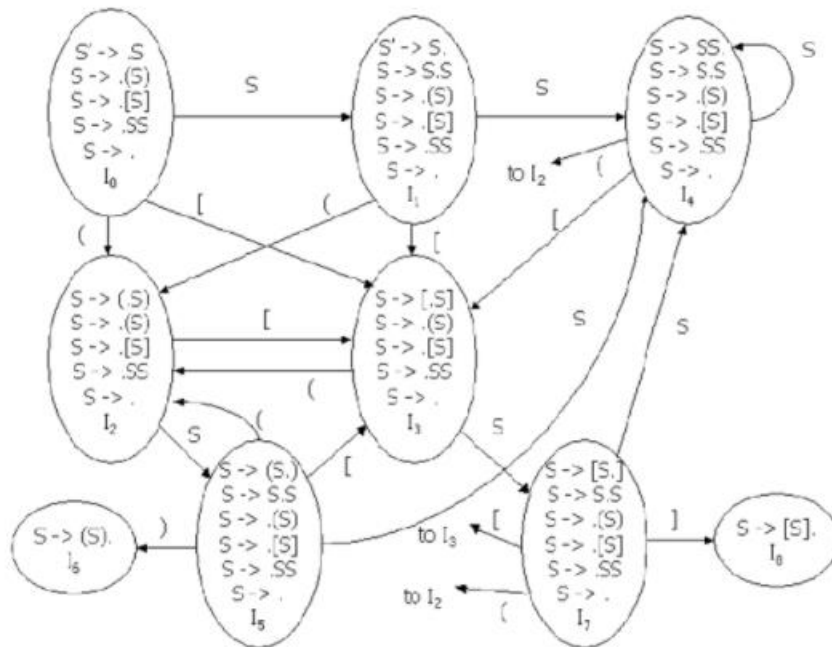 S' -> .S
S -> .(S)
S -> .[S]
S -> .SS
S -> .
I0
S
S' -> S.
S -> S.S
S -> .(S)
S -> .[S]
S -> .SS
S -> .
I1
S
S -> SS.
S -> S.S
S -> .(S)
S -> .[S]
S -> .SS
S -> .
I4
S
to I2
(
[
(
[
(
[
S -> (.S)
S -> .(S)
S -> .[S]
S -> .SS
S -> .
I2
[
(
S -> [.S]
S -> .(S)
S -> .[S]
S -> .SS
S -> .
I3
S
S
S
(
[
S
S -> (S).
I6
)
S -> (S.)
S -> S.S
S -> .(S)
S -> .[S]
S -> .SS
S -> .
I5
to I3
[
to I2
(
S -> [S.]
S -> S.S
S -> .(S)
S -> .[S]
S -> .SS
S -> .
I7
]
S -> [S].
I8